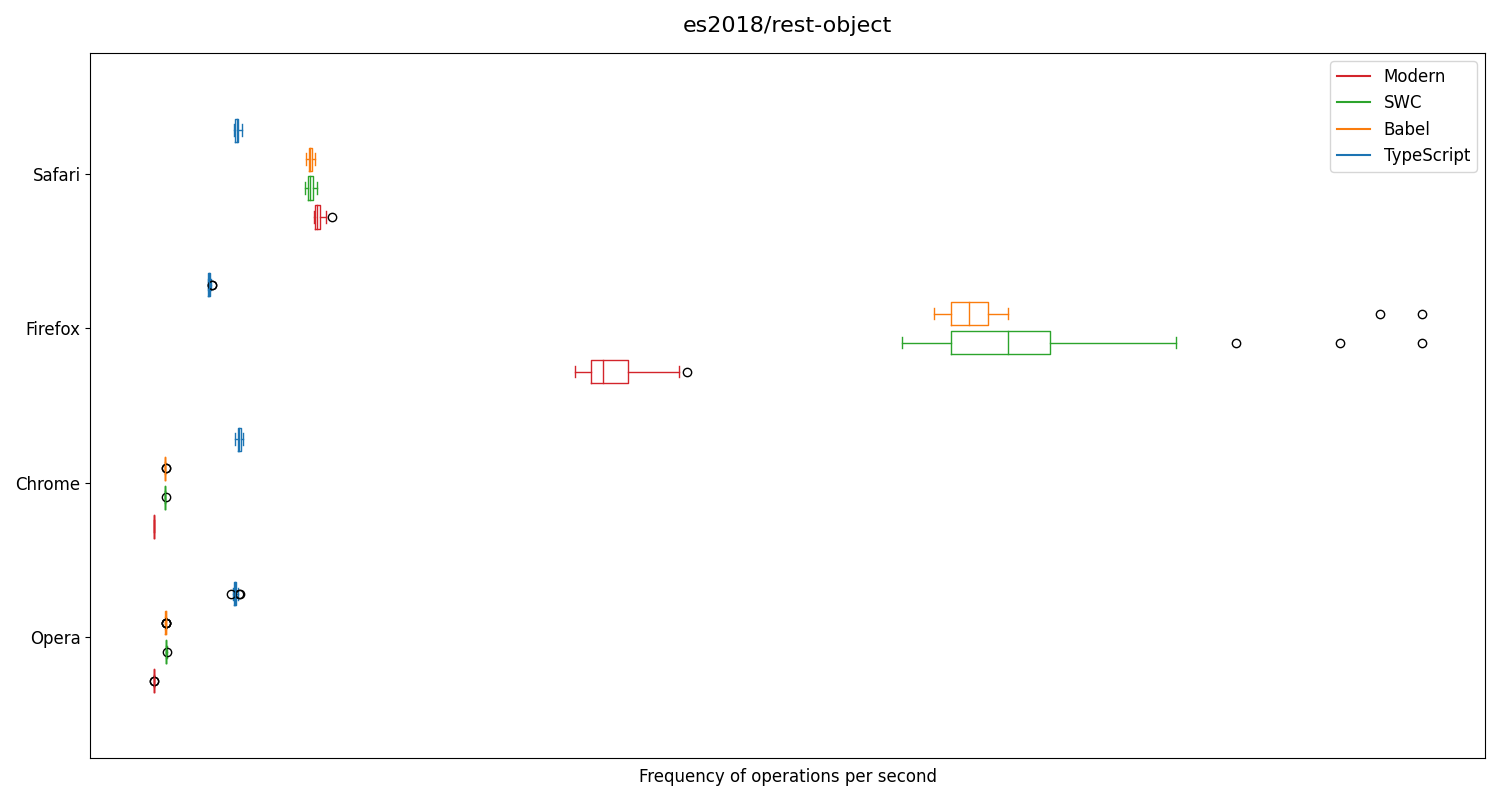 es2018/rest-object
Modern
SWC
Babel
TypeScript
Safari
Firefox
Chrome
Opera
Frequency of operations per second